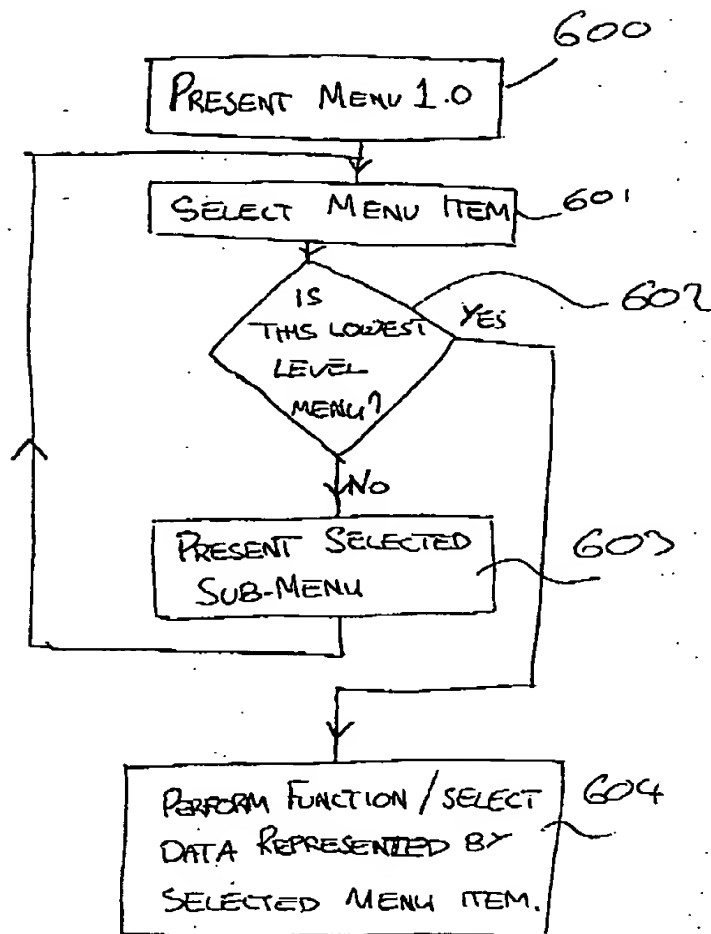 600
PRESENT MENU 1.0
SELECT MENU ITEM
601
602
IS
THIS LOWEST
LEVEL
MENU?
YES
NO
PRESENT SELECTED
SUB-MENU
603
PERFORM FUNCTION / SELECT
DATA REPRESENTED BY
SELECTED MENU ITEM.
604